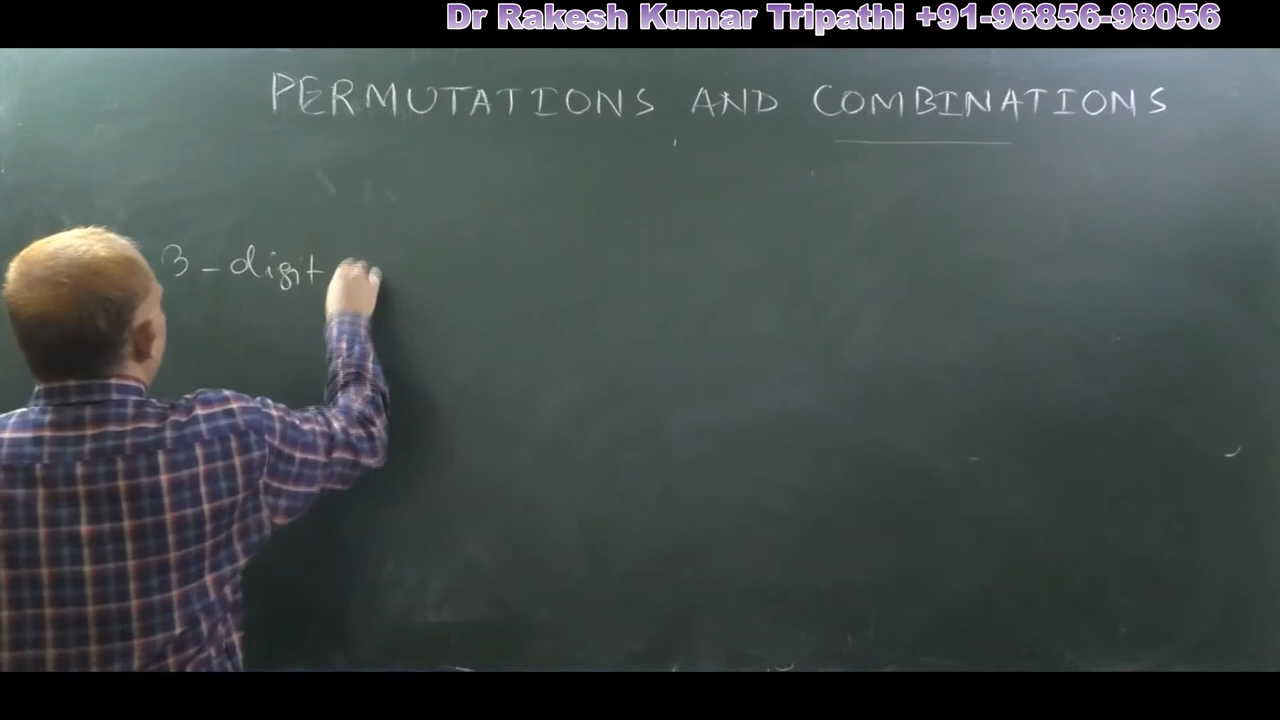 Dr Rakesh Kumar Tripathi +91-96856-98056
PERMUTATIONS AND COMBINATIONS
3-digit